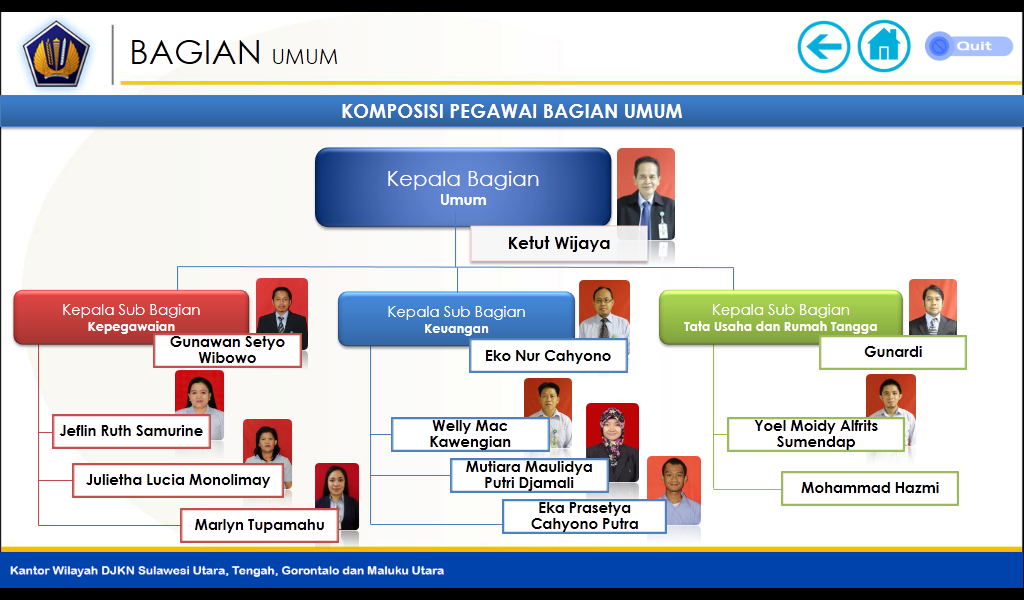 BAGIAN UMUM
Quit
KOMPOSISI PEGAWAI BAGIAN UMUM
Kepala Bagian
Umum
Ketut Wijaya
Kepala Sub Bagian
Kepegawaian
Gunawan Setyo
Wibowo
Jeflin Ruth Samurine
Julietha Lucia Monolimay
Marlyn Tupamahu
Kepala Sub Bagian
Keuangan
Eko Nur Cahyono
Welly Mac
Kawengian
Mutiara Maulidya
Putri Djamali
Eka Prasetya
Cahyono Putra
Kepala Sub Bagian
Tata Usaha dan Rumah Tangga
Gunardi
Yoel Moidy Alfrits
Sumendap
Mohammad Hazmi
Kantor Wilayah DJKN Sulawesi Utara, Tengah, Gorontalo dan Maluku Utara